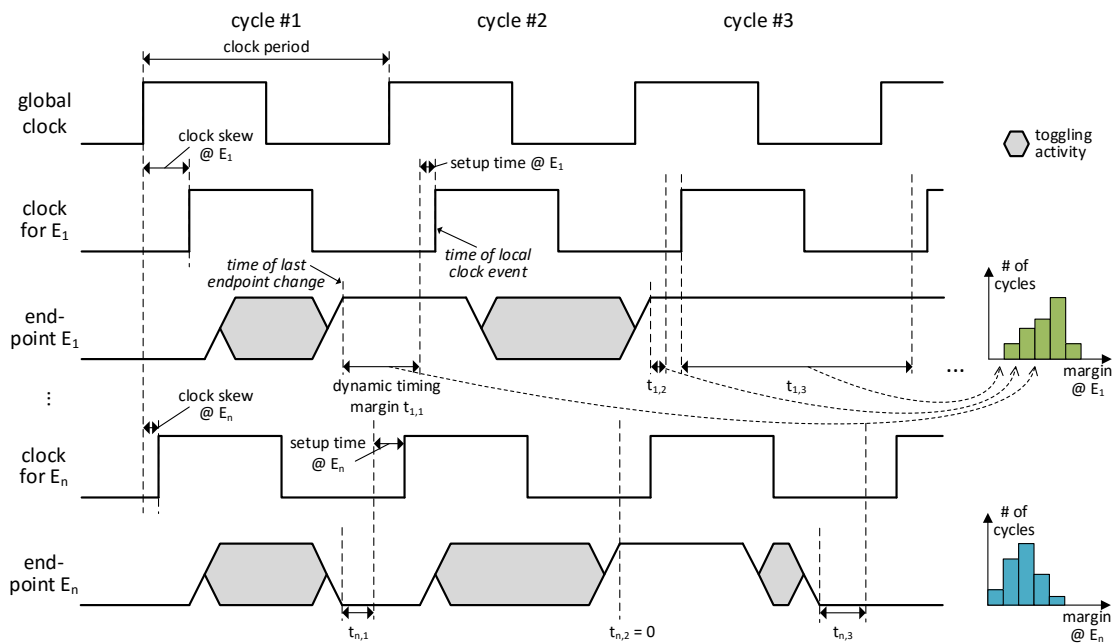 cycle #1
cycle #2
cycle #3
clock period
global
clock
clock skew
@ E1
setup time @ E1
toggling
activity
clock
for E1
time of last
endpoint change
time of local
clock event
# of
cycles
end-
point E1
margin
@ E1
dynamic timing
margin t1,1
t1,2
t1,3
...
⋮
clock skew
@ En
setup time
@ En
clock
for En
# of
cycles
end-
point En
margin
@ En
tn,1
tn,2 = 0
tn,3